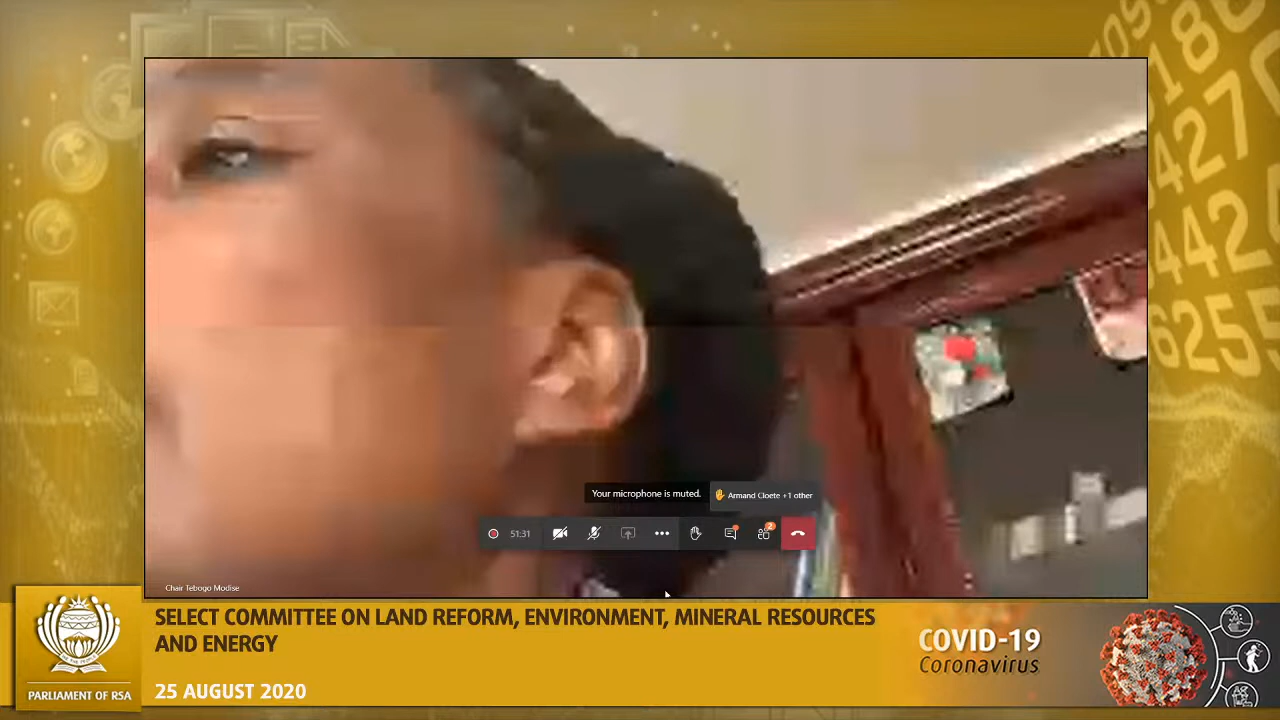 Your microphone is muted.
Armand Cloete +1 other
51:31
2
Chair Tebogo Modise
SELECT COMMITTEE ON LAND REFORM, ENVIRONMENT, MINERAL RESOURCES
AND ENERGY
25 AUGUST 2020
COVID-19
Coronavirus
PARLIAMENT OF RSA